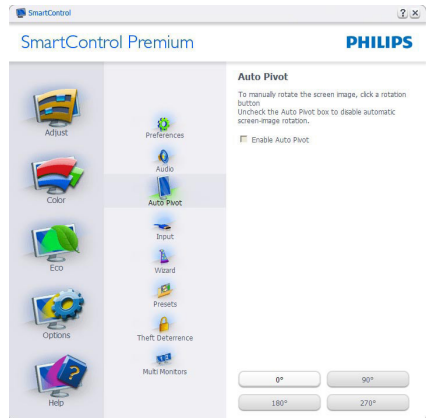 SmartControl
SmartControl Premium
PHILIPS
Adjust
Color
Eco
Options
Help
Preferences
Audio
Auto Pivot
Input
Wizard
Presets
Theft Deterrence
Multi Monitors
Auto Pivot
To manually rotate the screen image, click a rotation
button
Uncheck the Auto Pivot box to disable automatic
screen-image rotation.
Enable Auto Pivot
0°
90°
180°
270°